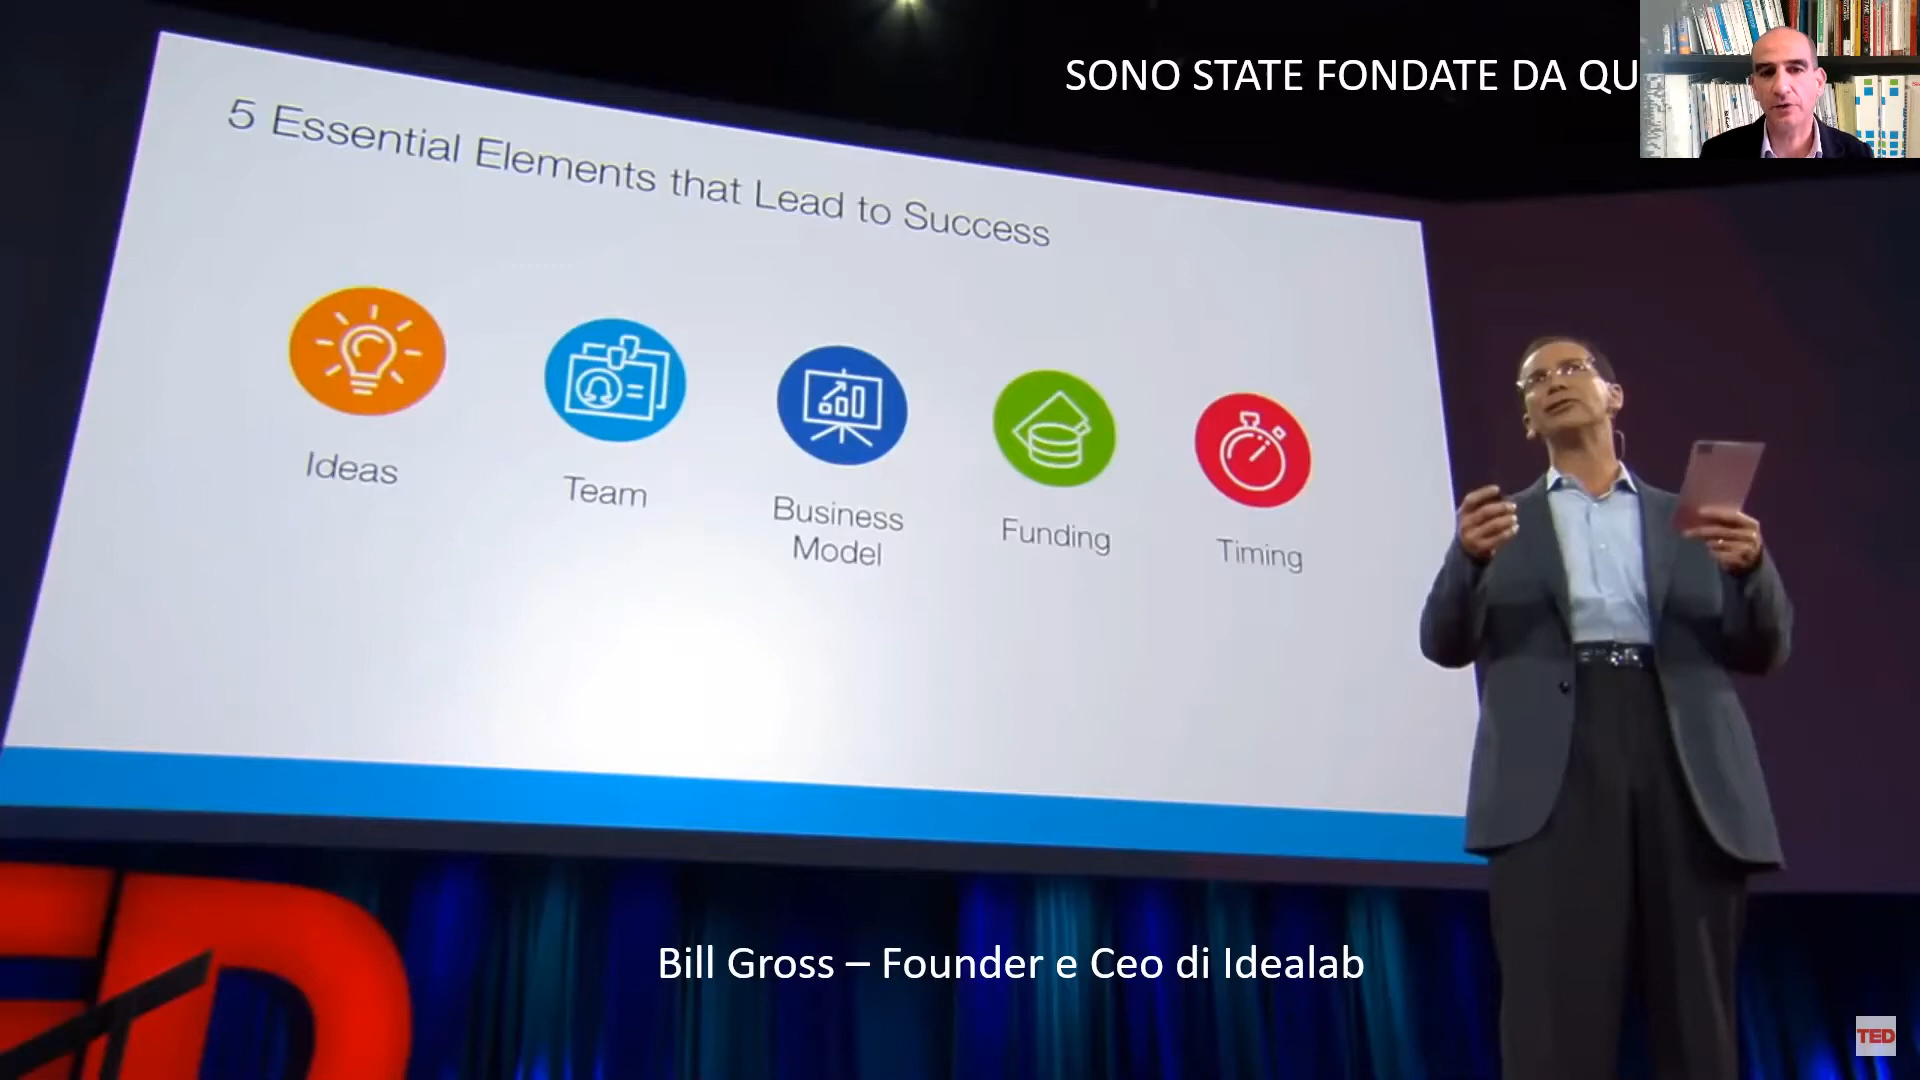 SONO STATE FONDATE DA QU
5 Essential Elements that Lead to Success
Ideas
Team
Business
Model
Funding
Timing
Bill Gross – Founder e Ceo di Idealab
ED
TED